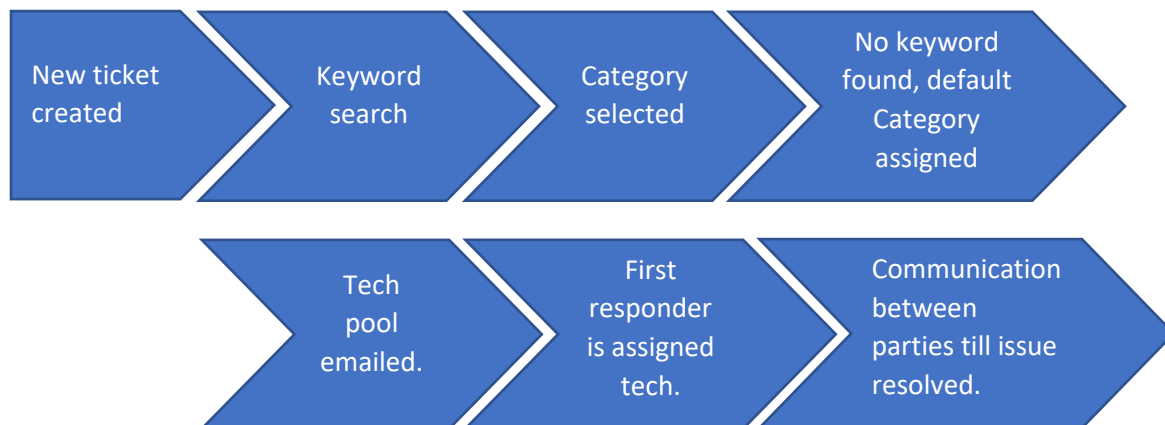 New ticket
created
Keyword
search
Category
selected
No keyword
found, default
Category
assigned
Tech
pool
emailed.
First
responder
is assigned
tech.
Communication
between
parties till issue
resolved.